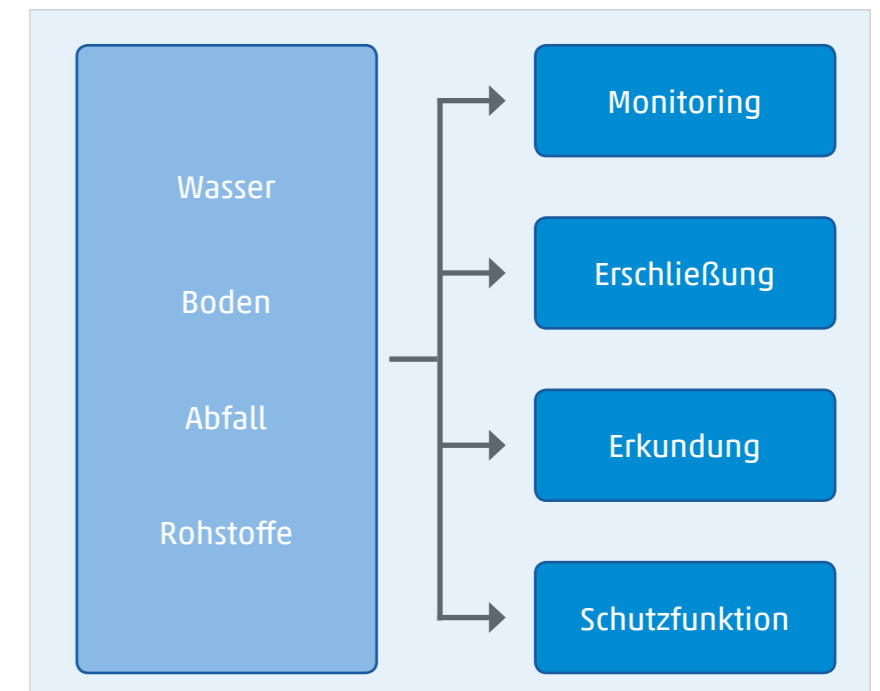 Wasser
Boden
Abfall
Rohstoffe
Monitoring
Erschließung
Erkundung
Schutzfunktion